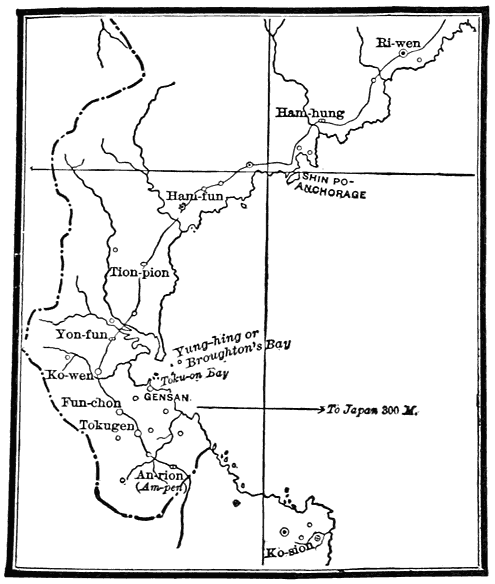 Ri-wen
Ham-hung
SHIN PO-
ANCHORAGE
Ham-fun
Tion-pion
Yon-fun
Yung-hing or
Broughton's Bay
Ko-wen
Toku-on Bay
Fun-chon
GENSAN.
To Japan 300 M.
Tokugen
An-rion
(Am-pen)
Ko-sion